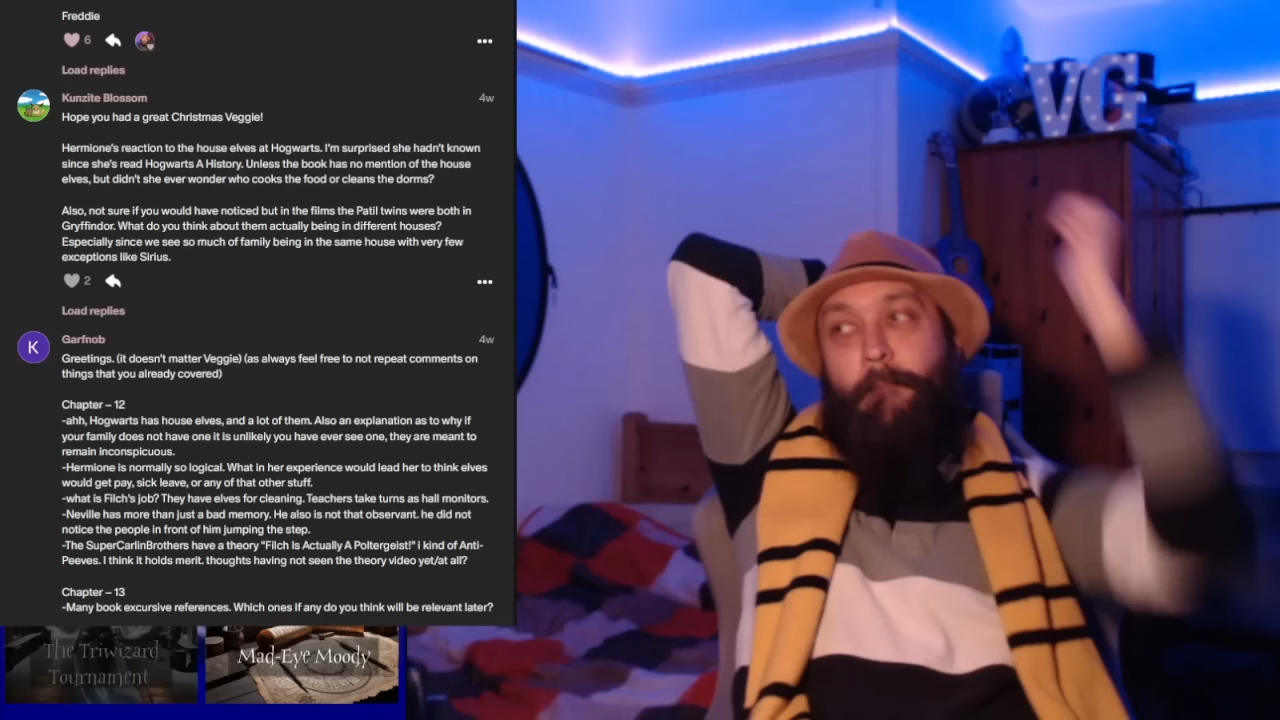 Freddie
6
Load replies
Kunzite Blossom 4w
Hope you had a great Christmas Veggie!
Hermione's reaction to the house elves at Hogwarts. I'm surprised she hadn't known
since she's read Hogwarts A History. Unless the book has no mention of the house
elves, but didn't she ever wonder who cooks the food or cleans the dorms?
Also, not sure if you would have noticed but in the films the Patil twins were both in
Gryffindor. What do you think about them actually being in different houses?
Especially since we see so much of family being in the same house with very few
exceptions like Sirius.
2
Load replies
K
Garfnob 4w
Greetings. (it doesn't matter Veggie) (as always feel free to not repeat comments on
things that you already covered)
Chapter – 12
-ahh, Hogwarts has house elves, and a lot of them. Also an explanation as to why if
your family does not have one it is unlikely you have ever see one, they are meant to
remain inconspicuous.
-Hermione is normally so logical. What in her experience would lead her to think elves
would get pay, sick leave, or any of that other stuff.
-what is Filch's job? They have elves for cleaning. Teachers take turns as hall monitors.
-Neville has more than just a bad memory. He also is not that observant. he did not
notice the people in front of him jumping the step.
-The SuperCarlinBrothers have a theory "Filch Is Actually A Poltergeist!" i kind of Anti-
Peeves. I think it holds merit. thoughts having not seen the theory video yet/at all?
Chapter – 13
-Many book excursive references. Which ones if any do you think will be relevant later?
The Triwizard
Tournament
Mad-Eye Moody
VG